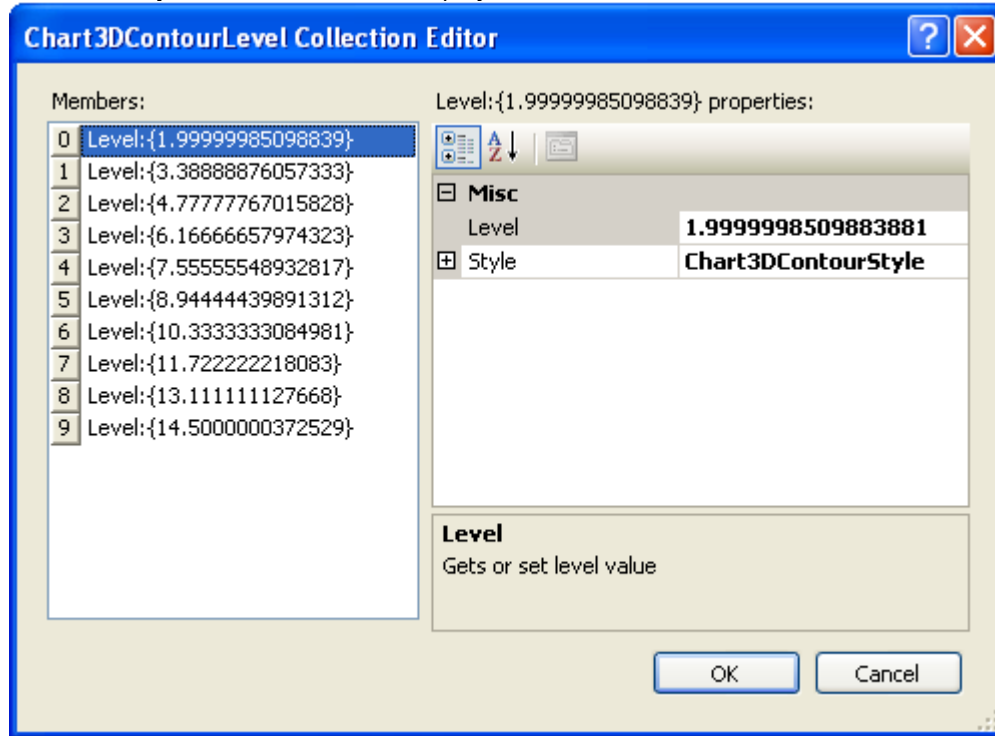 Chart3DContourLevel Collection Editor
Members:
0 Level:{1.99999985098839}
1 Level:{3.38888876057333}
2 Level:{4.77777767015828}
3 Level:{6.16666657974323}
4 Level:{7.55555548932817}
5 Level:{8.94444439891312}
6 Level:{10.3333333084981}
7 Level:{11.722222218083}
8 Level:{13.111111127668}
9 Level:{14.5000000372529}
Level:{1.99999985098839} properties:
Misc
Level 1.9999998509883881
Style Chart3DContourStyle
Level
Gets or set level value
OK Cancel